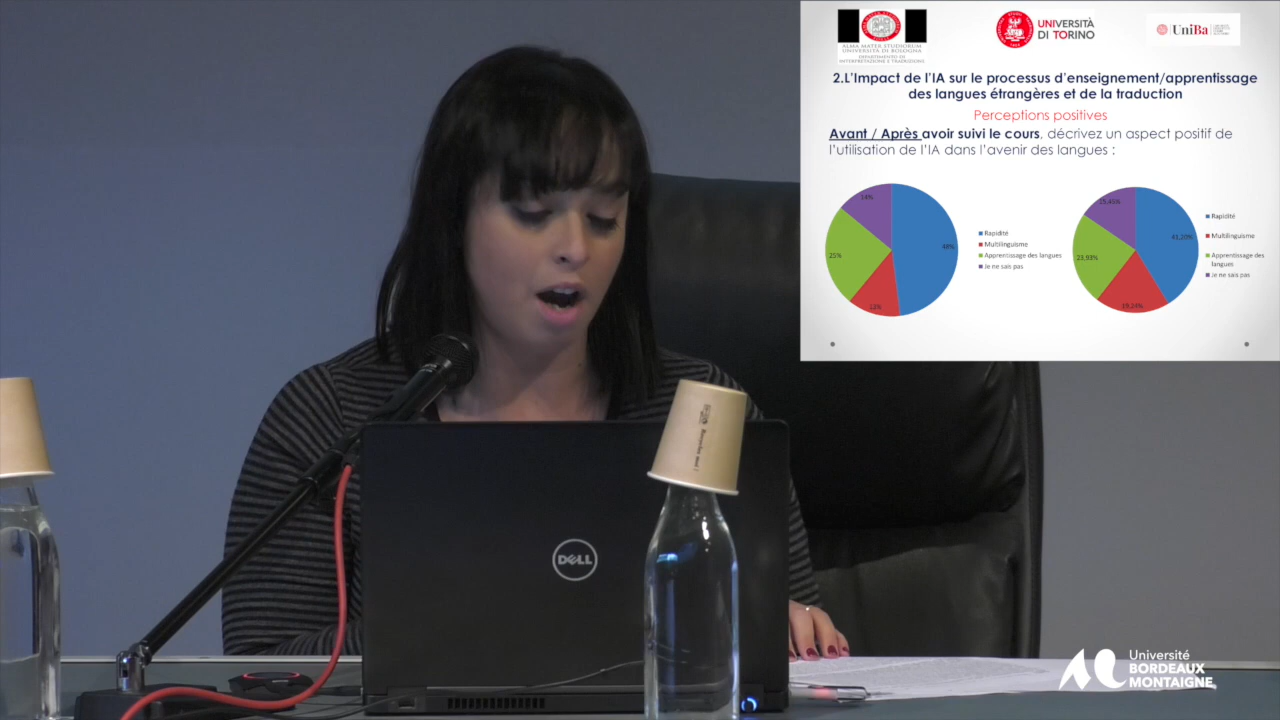 ALMA MATER STUDIORUM
UNIVERSITÀ DI BOLOGNA
DIPARTIMENTO DI
INTERPRETAZIONE E TRADUZIONE
UNIVERSITÀ
DI TORINO
UniBa
2.L'Impact de l'IA sur le processus d'enseignement/apprentissage
des langues étrangères et de la traduction
Perceptions positives
Avant / Après avoir suivi le cours, décrivez un aspect positif de
l'utilisation de l'IA dans l'avenir des langues :
14%
48%
25%
13%
Rapidité
Multilinguisme
Apprentissage des langues
Je ne sais pas
15,45%
41,20%
23,93%
19,24%
Rapidité
Multilinguisme
Apprentissage des
langues
Je ne sais pas
DELL
Université
BORDEAUX
MONTAIGNE